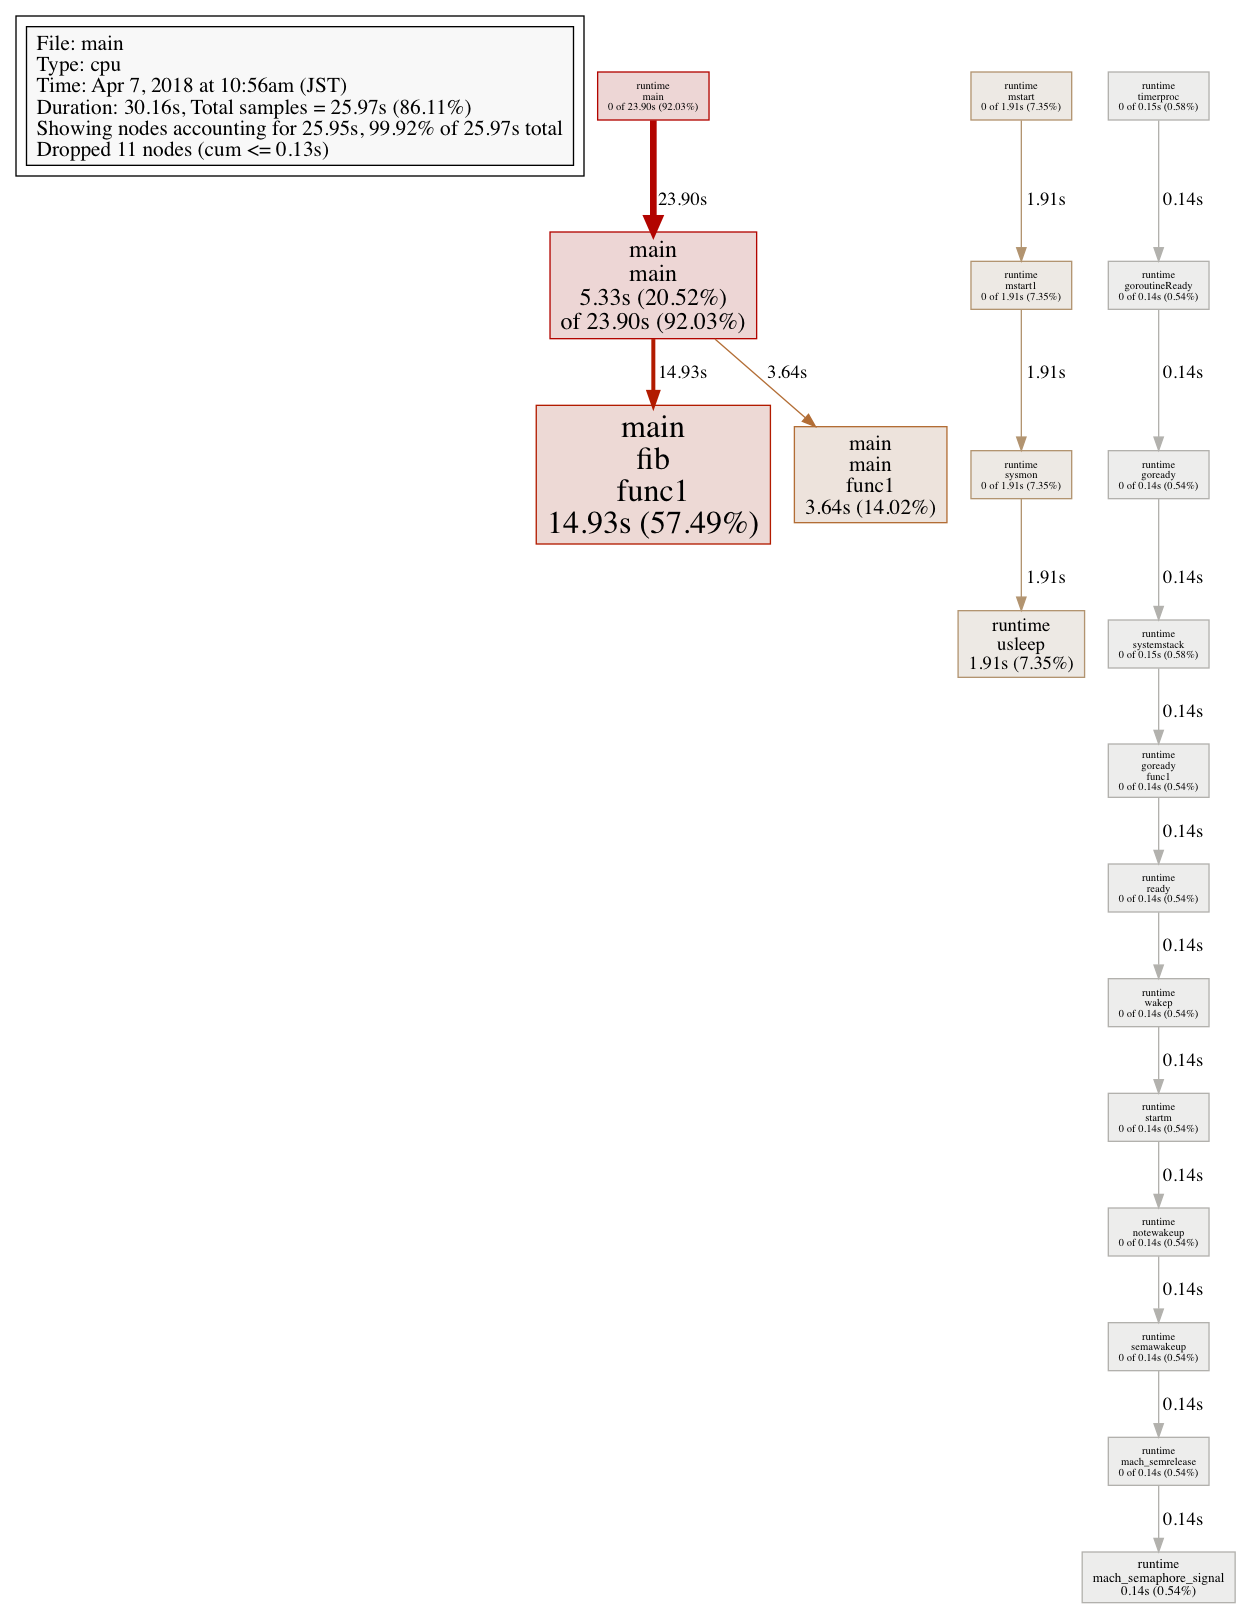 File: main
Type: cpu
Time: Apr 7, 2018 at 10:56am (JST)
Duration: 30.16s, Total samples = 25.97s (86.11%)
Showing nodes accounting for 25.95s, 99.92% of 25.97s total
Dropped 11 nodes (cum <= 0.13s)
runtime
main
0 of 23.90s (92.03%)
23.90s
main
main
5.33s (20.52%)
of 23.90s (92.03%)
14.93s
3.64s
main
fib
func1
14.93s (57.49%)
main
main
func1
3.64s (14.02%)
runtime
mstart
0 of 1.91s (7.35%)
1.91s
runtime
mstart1
0 of 1.91s (7.35%)
1.91s
runtime
sysmon
0 of 1.91s (7.35%)
1.91s
runtime
usleep
1.91s (7.35%)
runtime
timerproc
0 of 0.15s (0.58%)
0.14s
runtime
goroutineReady
0 of 0.14s (0.54%)
0.14s
runtime
goready
0 of 0.14s (0.54%)
0.14s
runtime
systemstack
0 of 0.15s (0.58%)
0.14s
runtime
goready
func1
0 of 0.14s (0.54%)
0.14s
runtime
ready
0 of 0.14s (0.54%)
0.14s
runtime
wakep
0 of 0.14s (0.54%)
0.14s
runtime
startm
0 of 0.14s (0.54%)
0.14s
runtime
notewakeup
0 of 0.14s (0.54%)
0.14s
runtime
semawakeup
0 of 0.14s (0.54%)
0.14s
runtime
mach_semrelease
0 of 0.14s (0.54%)
0.14s
runtime
mach_semaphore_signal
0.14s (0.54%)